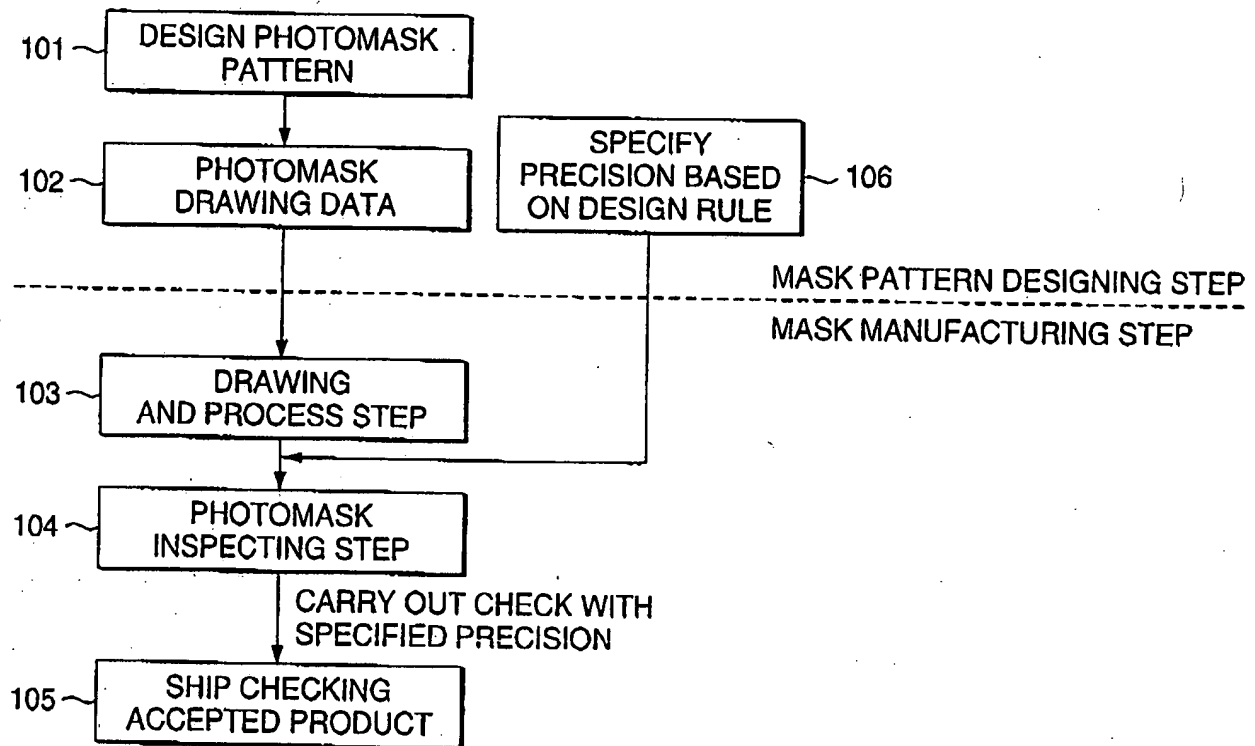 101
DESIGN PHOTOMASK
PATTERN
102
PHOTOMASK
DRAWING DATA
SPECIFY
PRECISION BASED
ON DESIGN RULE
106
MASK PATTERN DESIGNING STEP
MASK MANUFACTURING STEP
103
DRAWING
AND PROCESS STEP
104
PHOTOMASK
INSPECTING STEP
CARRY OUT CHECK WITH
SPECIFIED PRECISION
105
SHIP CHECKING
ACCEPTED PRODUCT